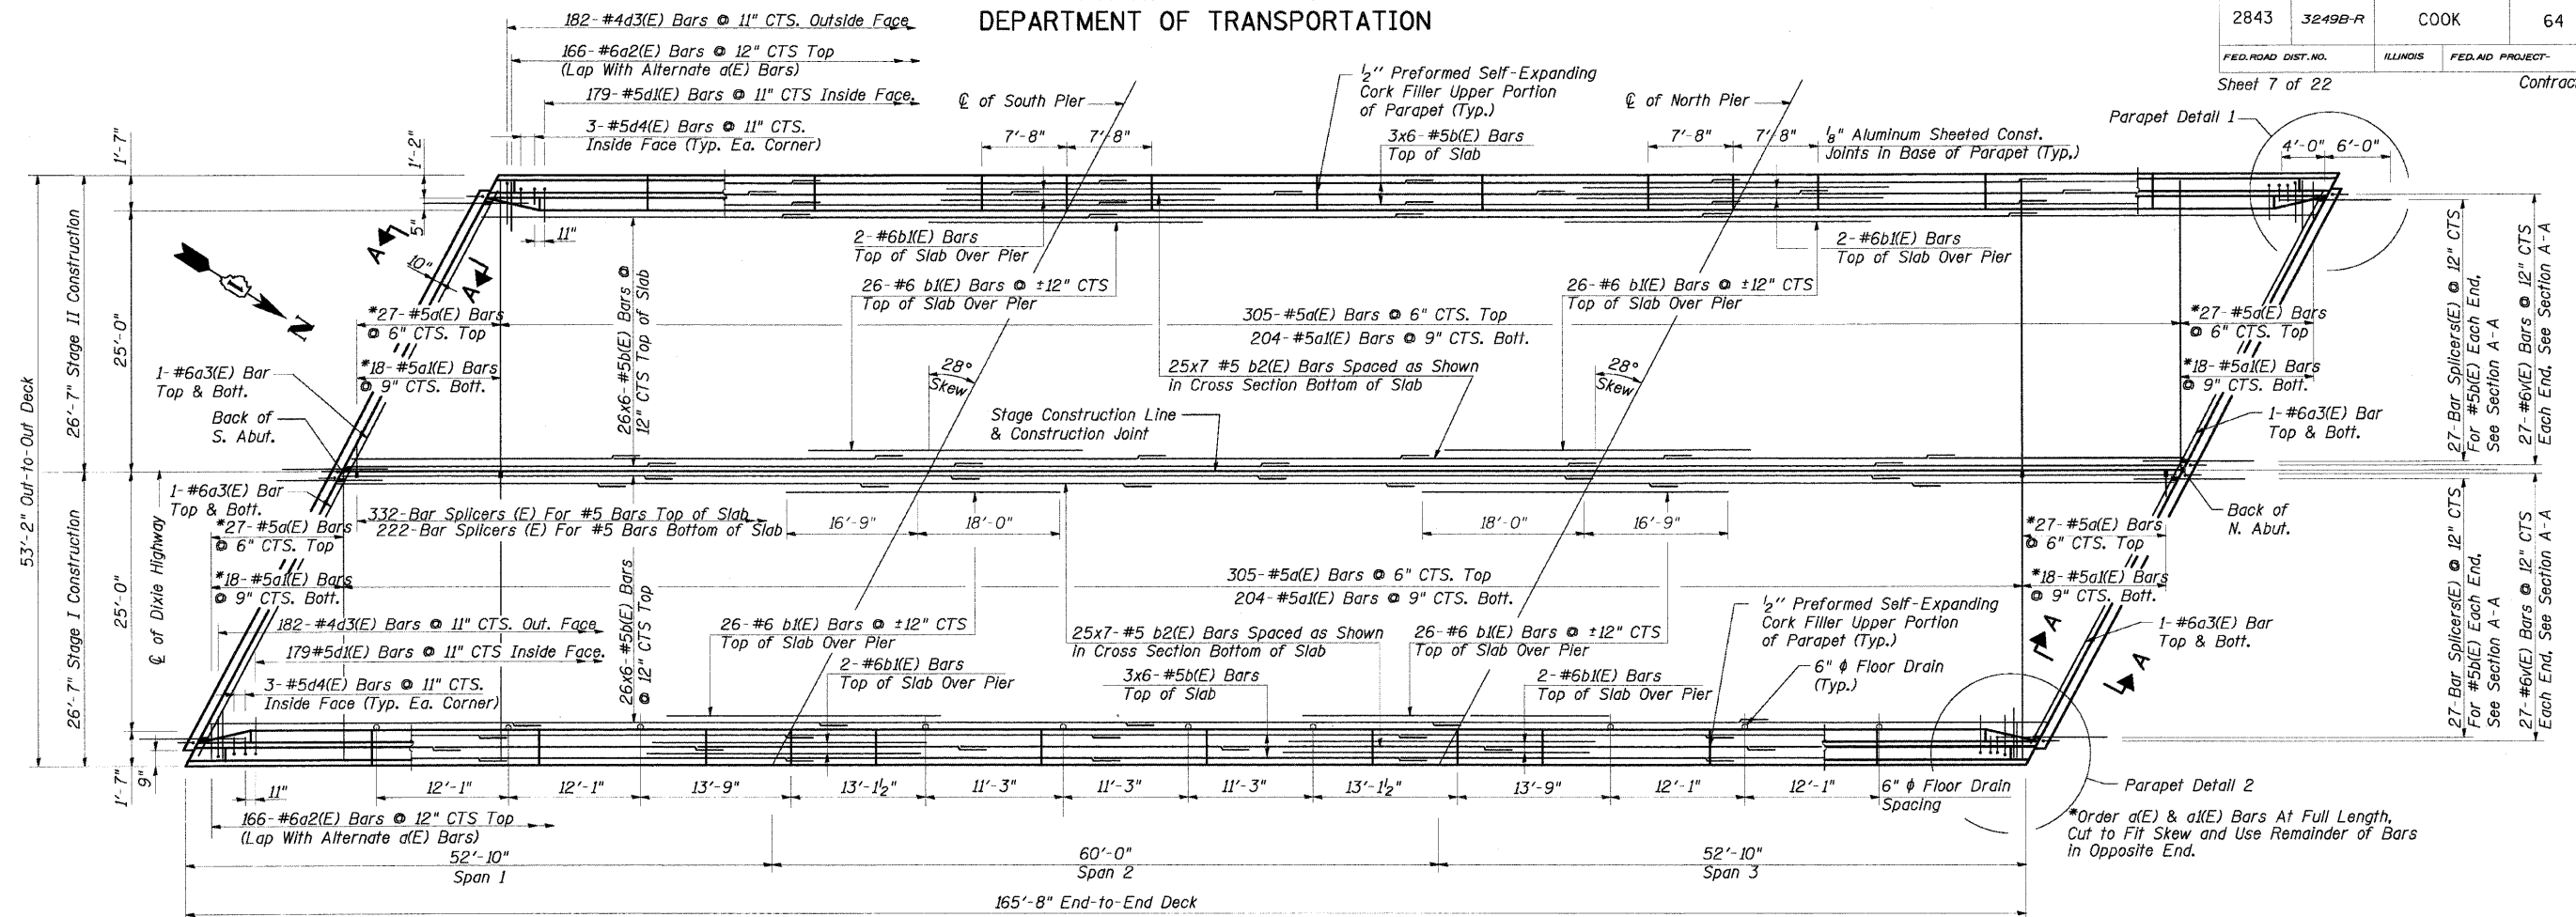 DEPARTMENT OF TRANSPORTATION
2843 3249B-R COOK 64
FED.ROAD DIST.NO. ILLINOIS FED.AID PROJECT-
Sheet 7 of 22 Contrac
182-#4d3(E) Bars @ 11" CTS. Outside Face
166-#6a2(E) Bars @ 12" CTS Top
(Lap With Alternate a(E) Bars)
179-#5d1(E) Bars @ 11" CTS Inside Face.
3-#5d4(E) Bars @ 11" CTS.
Inside Face (Typ. Ea. Corner)
℄ of South Pier
7'-8" 7'-8"
1/2'' Preformed Self-Expanding
Cork Filler Upper Portion
of Parapet (Typ.)
3x6-#5b(E) Bars
Top of Slab
℄ of North Pier
7'-8" 7'-8"
1/8" Aluminum Sheeted Const.
Joints in Base of Parapet (Typ.)
Parapet Detail 1
4'-0" 6'-0"
1'-7"
1'-2"
5"
11"
10"
A
A
N
53'-2" Out-to-Out Deck
26'-7" Stage II Construction
25'-0"
2-#6b1(E) Bars
Top of Slab Over Pier
26-#6 b1(E) Bars @ ±12" CTS
Top of Slab Over Pier
2-#6b1(E) Bars
Top of Slab Over Pier
26-#6 b1(E) Bars @ ±12" CTS
Top of Slab Over Pier
26x6-#5b(E) Bars @
12" CTS Top of Slab
*27-#5a(E) Bars
@ 6" CTS. Top
*18-#5a1(E) Bars
@ 9" CTS. Bott.
305-#5a(E) Bars @ 6" CTS. Top
204-#5a1(E) Bars @ 9" CTS. Bott.
*27-#5a(E) Bars
@ 6" CTS. Top
*18-#5a1(E) Bars
@ 9" CTS. Bott.
27-Bar Splicers(E) @ 12" CTS
For #5b(E) Each End.
See Section A-A
27-#6v(E) Bars @ 12" CTS
Each End. See Section A-A
1-#6a3(E) Bar
Top & Bott.
Back of
S. Abut.
28°
Skew
25x7 #5 b2(E) Bars Spaced as Shown
in Cross Section Bottom of Slab
28°
Skew
Stage Construction Line
& Construction Joint
1-#6a3(E) Bar
Top & Bott.
26'-7" Stage I Construction
25'-0"
℄ of Dixie Highway
1-#6a3(E) Bar
Top & Bott.
*27-#5a(E) Bars
@ 6" CTS. Top
*18-#5a1(E) Bars
@ 9" CTS. Bott.
332-Bar Splicers (E) For #5 Bars Top of Slab
222-Bar Splicers (E) For #5 Bars Bottom of Slab
16'-9" 18'-0"
18'-0" 16'-9"
Back of
N. Abut.
*27-#5a(E) Bars
@ 6" CTS. Top
*18-#5a1(E) Bars
@ 9" CTS. Bott.
305-#5a(E) Bars @ 6" CTS. Top
204-#5a1(E) Bars @ 9" CTS. Bott.
26x6-#5b(E) Bars
@ 12" CTS Top
182-#4d3(E) Bars @ 11" CTS. Out. Face
179#5d1(E) Bars @ 11" CTS Inside Face.
3-#5d4(E) Bars @ 11" CTS.
Inside Face (Typ. Ea. Corner)
26-#6 b1(E) Bars @ ±12" CTS
Top of Slab Over Pier
2-#6b1(E) Bars
Top of Slab Over Pier
25x7-#5 b2(E) Bars Spaced as Shown
in Cross Section Bottom of Slab
3x6-#5b(E) Bars
Top of Slab
26-#6 b1(E) Bars @ ±12" CTS
Top of Slab Over Pier
2-#6b1(E) Bars
Top of Slab Over Pier
1/2'' Preformed Self-Expanding
Cork Filler Upper Portion
of Parapet (Typ.)
6" ϕ Floor Drain
(Typ.)
A
A
1-#6a3(E) Bar
Top & Bott.
27-Bar Splicers(E) @ 12" CTS
For #5b(E) Each End.
See Section A-A
27-#6v(E) Bars @ 12" CTS
Each End. See Section A-A
1'-7"
9"
11"
12'-1" 12'-1" 13'-9" 13'-1 1/2" 11'-3" 11'-3" 11'-3" 13'-1 1/2" 13'-9" 12'-1" 12'-1"
6" ϕ Floor Drain
Spacing
Parapet Detail 2
166-#6a2(E) Bars @ 12" CTS Top
(Lap With Alternate a(E) Bars)
*Order a(E) & a1(E) Bars At Full Length,
Cut to Fit Skew and Use Remainder of Bars
in Opposite End.
52'-10" 60'-0" 52'-10"
Span 1 Span 2 Span 3
165'-8" End-to-End Deck